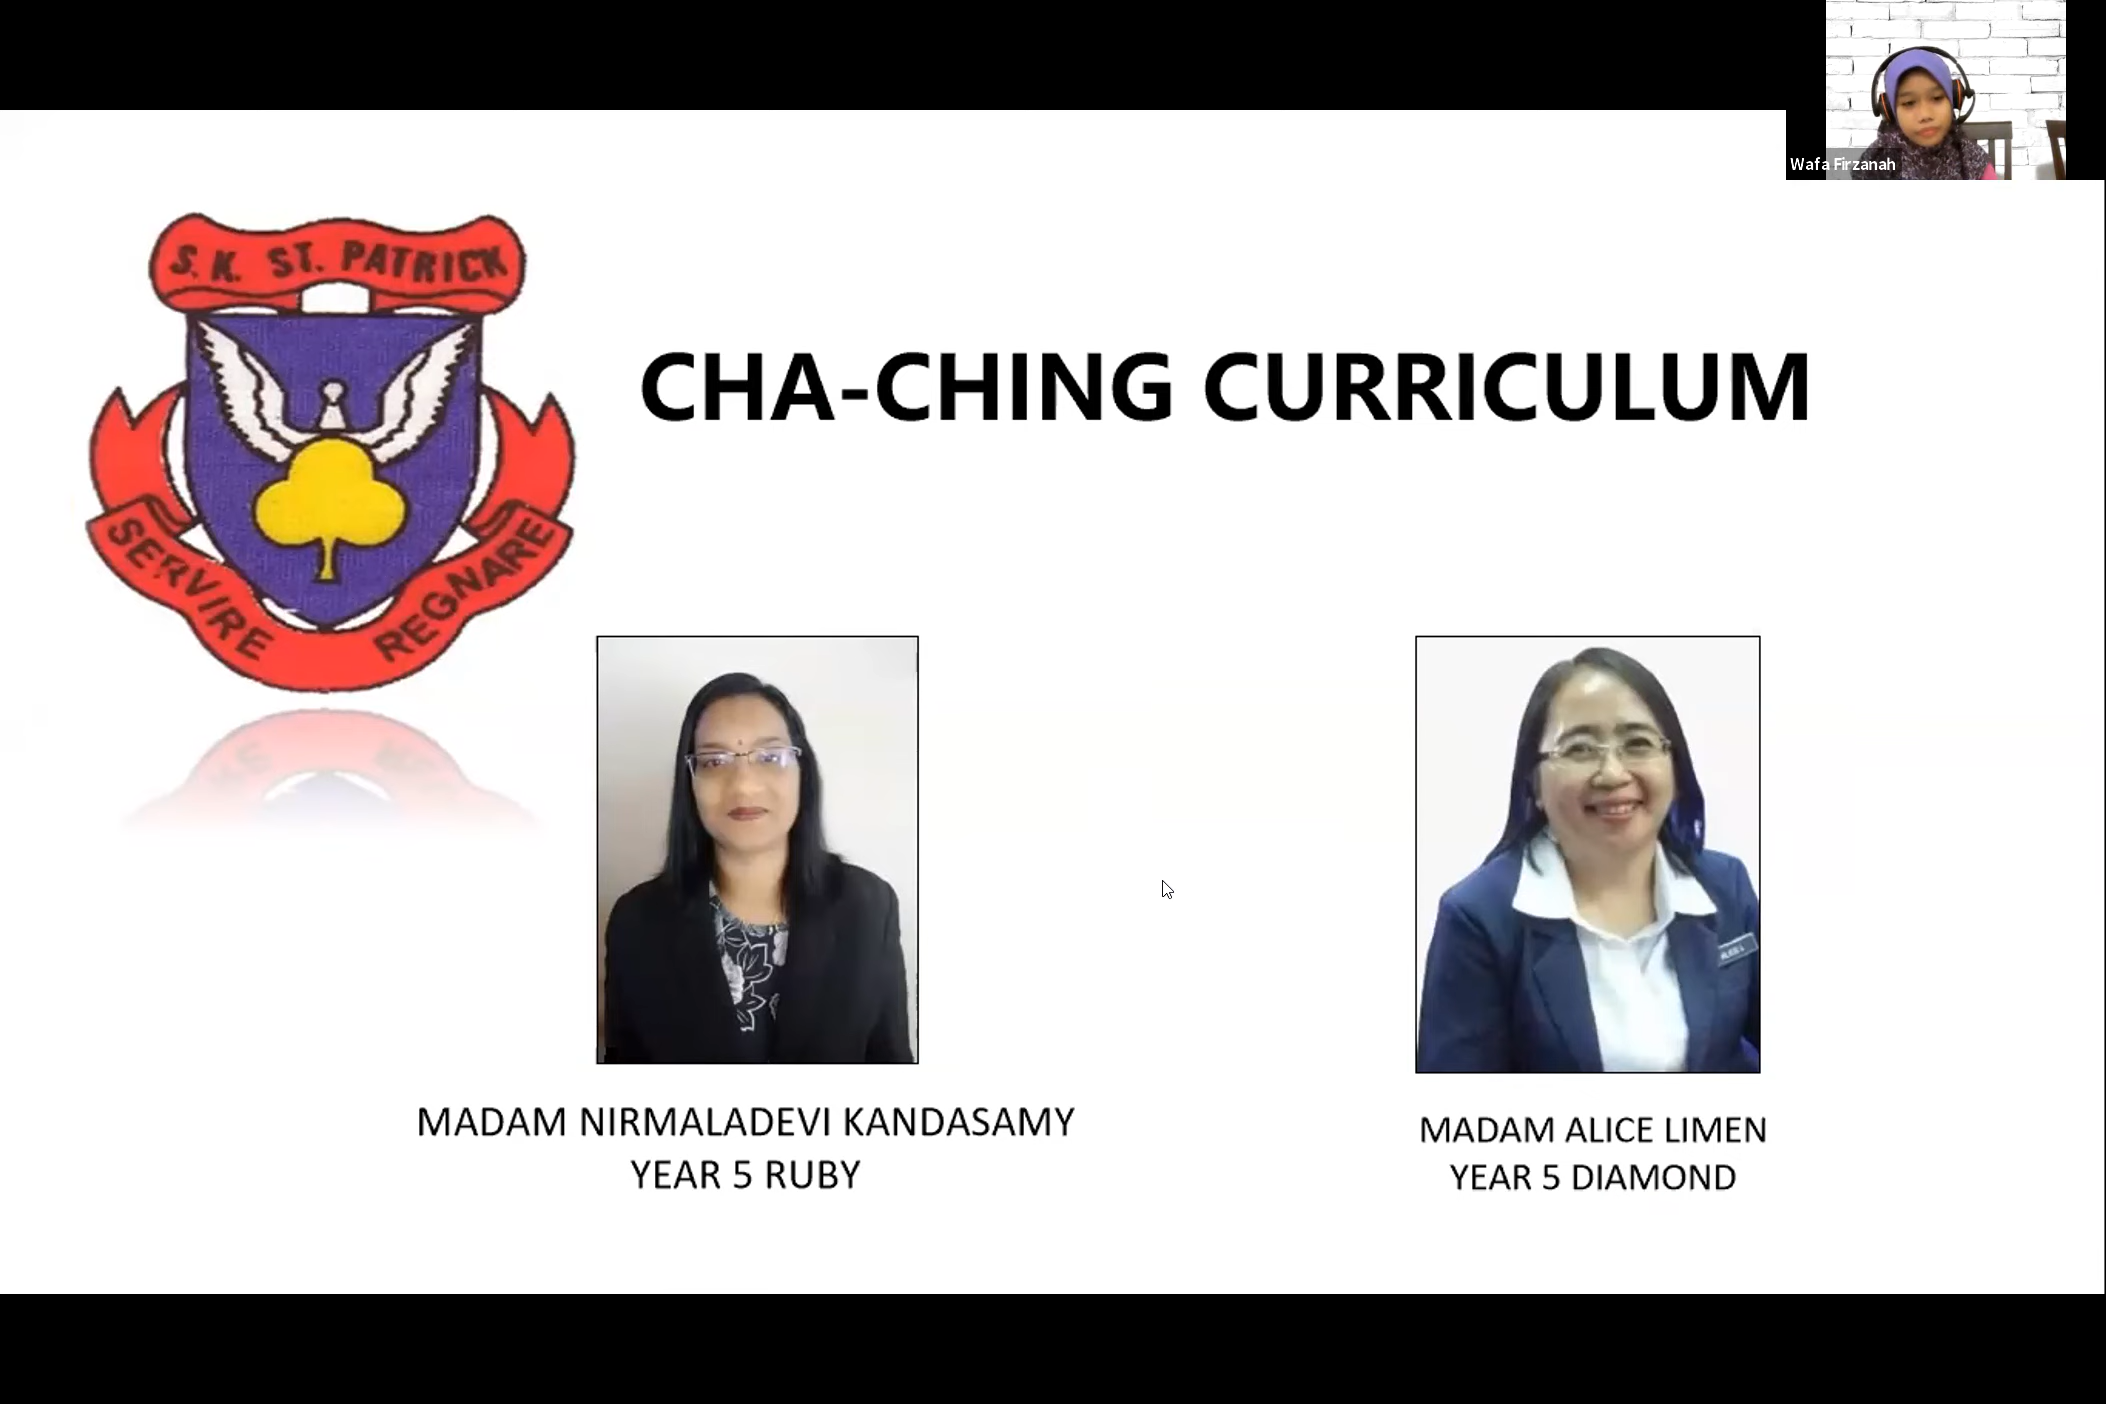 Wafa Firzanah
S.K. ST. PATRICK
CHA-CHING CURRICULUM
SERVIRE REGNARE
MADAM NIRMALADEVI KANDASAMY
YEAR 5 RUBY
MADAM ALICE LIMEN
YEAR 5 DIAMOND